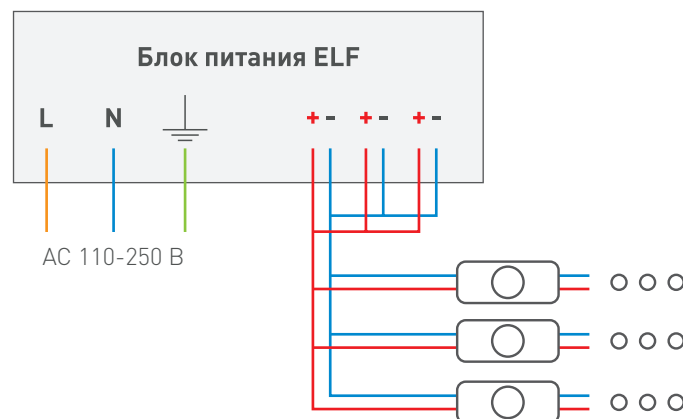 Блок питания ELF
L N + – + – + –
AC 110-250 В